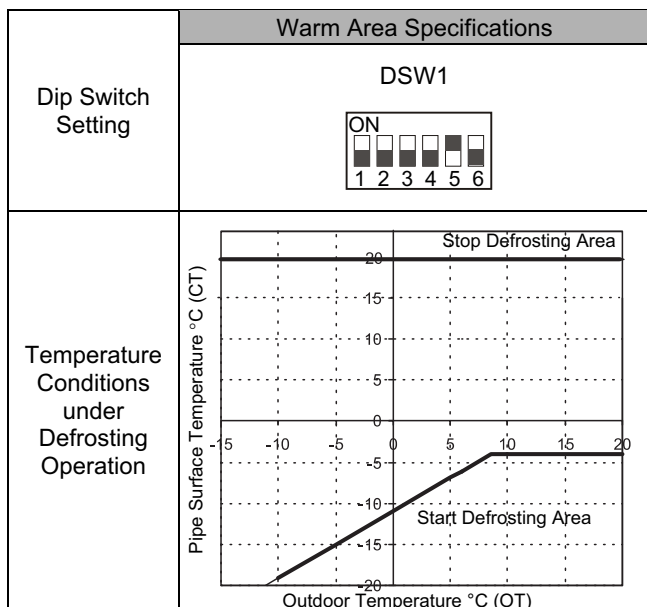 Warm Area Specifications
Dip Switch
Setting
DSW1
ON
1 2 3 4 5 6
Temperature
Conditions
under
Defrosting
Operation
Pipe Surface Temperature °C (CT)
Stop Defrosting Area
20
15
10
5
0
-15 -10 -5 0 5 10 15 20
-5
-10
Start Defrosting Area
-15
-20
Outdoor Temperature °C (OT)